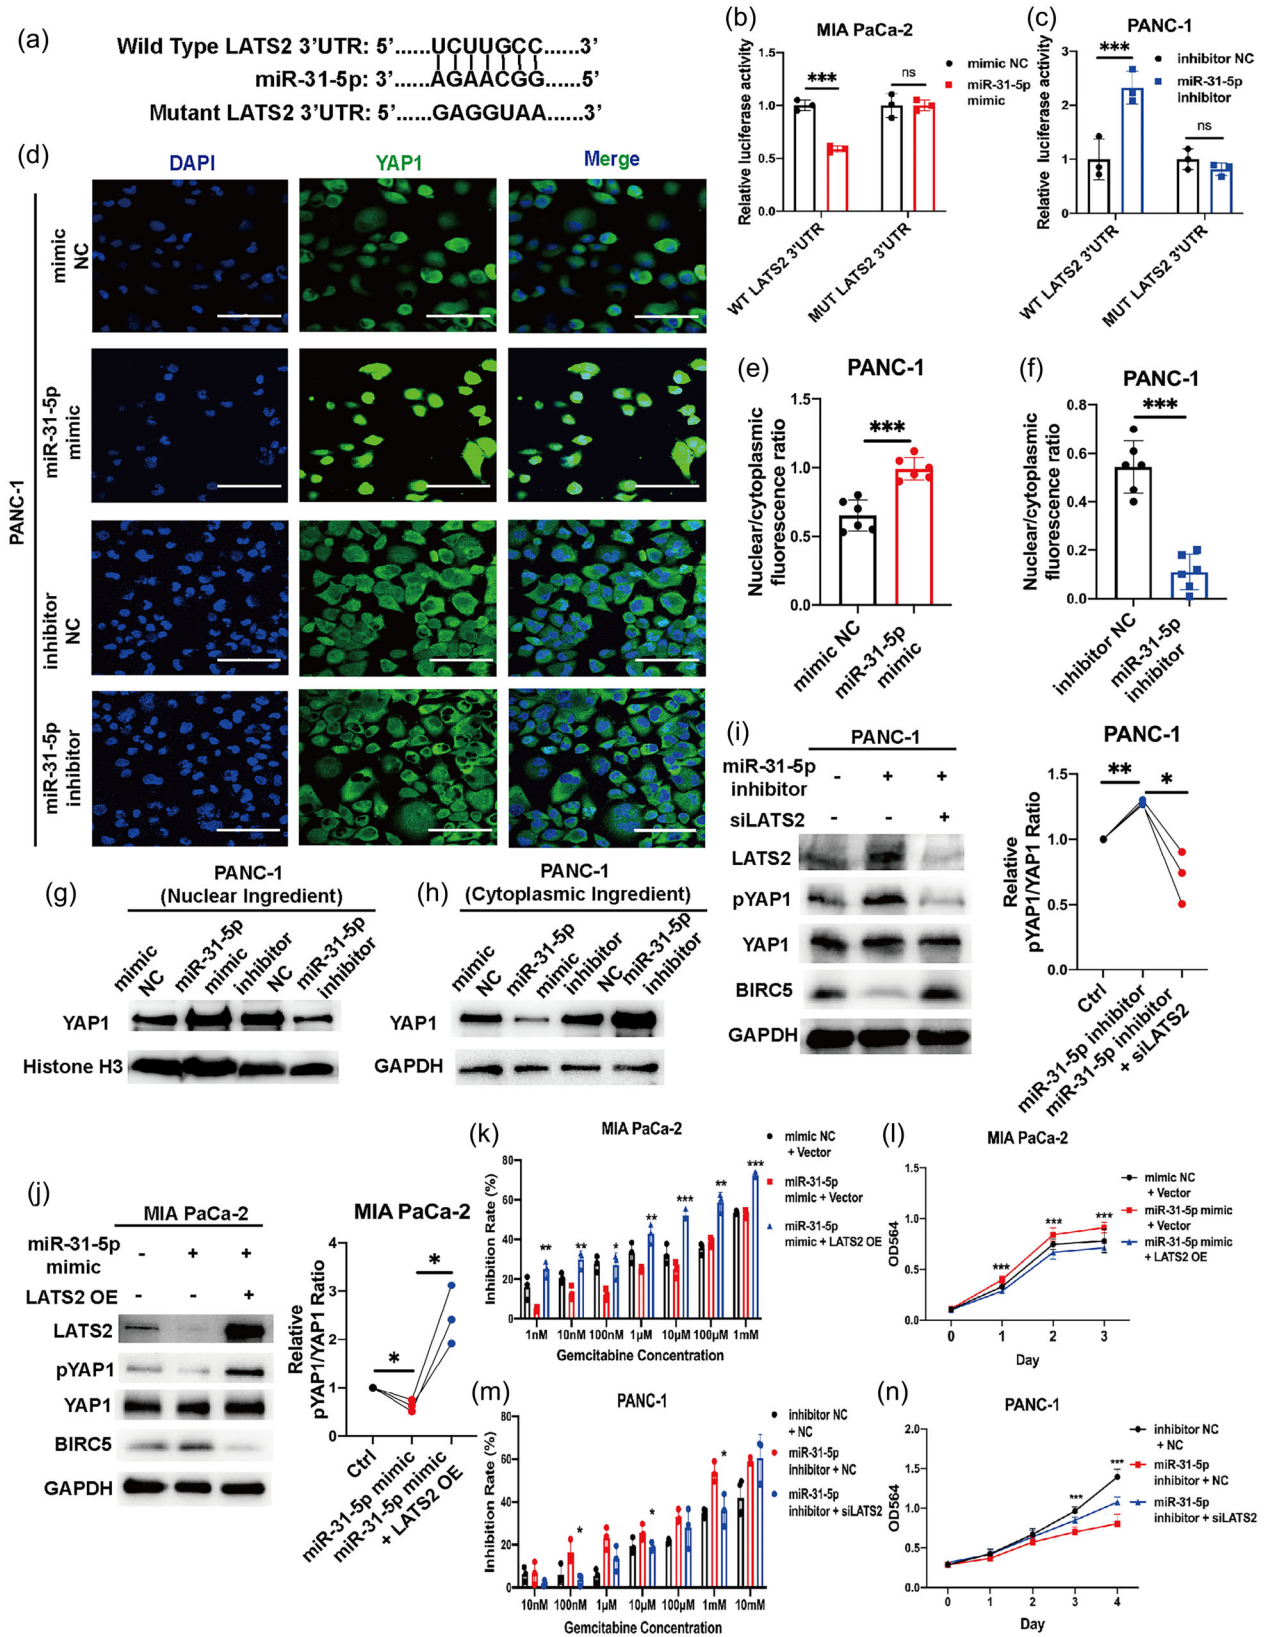 (a)
Wild Type LATS2 3'UTR: 5'......UCUUGCC......3'
miR-31-5p: 3'......AGAACGG......5'
Mutant LATS2 3'UTR: 5'......GAGGUAA......3'
(b)
MIA PaCa-2
Relative luciferase activity
1.5
1.0
0.5
0.0
***
ns
mimic NC
miR-31-5p
mimic
WT LATS2 3'UTR
MUT LATS2 3'UTR
(c)
PANC-1
Relative luciferase activity
3
2
1
0
***
ns
inhibitor NC
miR-31-5p
inhibitor
WT LATS2 3'UTR
MUT LATS2 3'UTR
(d)
DAPI
YAP1
Merge
PANC-1
mimic
NC
miR-31-5p
mimic
inhibitor
NC
miR-31-5p
inhibitor
(e)
PANC-1
Nuclear/cytoplasmic
fluorescence ratio
1.5
1.0
0.5
0.0
***
mimic NC
miR-31-5p
mimic
(f)
PANC-1
Nuclear/cytoplasmic
fluorescence ratio
0.8
0.6
0.4
0.2
0.0
***
inhibitor NC
miR-31-5p
inhibitor
(g)
PANC-1
(Nuclear Ingredient)
mimic
NC
miR-31-5p
mimic
inhibitor
NC
miR-31-5p
inhibitor
YAP1
Histone H3
(h)
PANC-1
(Cytoplasmic Ingredient)
mimic
NC
miR-31-5p
mimic
inhibitor
NC
miR-31-5p
inhibitor
YAP1
GAPDH
(i)
PANC-1
miR-31-5p
inhibitor
- + +
siLATS2 - - +
LATS2
pYAP1
YAP1
BIRC5
GAPDH
PANC-1
Relative
pYAP1/YAP1 Ratio
1.5
1.0
0.5
0.0
**
*
Ctrl
miR-31-5p inhibitor
miR-31-5p inhibitor
+ siLATS2
(j)
MIA PaCa-2
miR-31-5p
mimic
- + +
LATS2 OE - - +
LATS2
pYAP1
YAP1
BIRC5
GAPDH
MIA PaCa-2
Relative
pYAP1/YAP1 Ratio
4
3
2
1
0
*
*
Ctrl
miR-31-5p mimic
miR-31-5p mimic
+ LATS2 OE
(k)
MIA PaCa-2
Inhibition Rate (%)
80
60
40
20
0
**
**
*
**
***
**
***
1nM 10nM 100nM 1μM 10μM 100μM 1mM
Gemcitabine Concentration
mimic NC
+ Vector
miR-31-5p
mimic + Vector
miR-31-5p
mimic + LATS2 OE
(l)
MIA PaCa-2
OD564
1.5
1.0
0.5
0.0
***
***
***
0 1 2 3
Day
mimic NC
+ Vector
miR-31-5p mimic
+ Vector
miR-31-5p mimic
+ LATS2 OE
(m)
PANC-1
Inhibition Rate (%)
80
60
40
20
0
*
*
*
10nM 100nM 1μM 10μM 100μM 1mM 10mM
Gemcitabine Concentration
inhibitor NC
+ NC
miR-31-5p
inhibitor + NC
miR-31-5p
inhibitor + siLATS2
(n)
PANC-1
OD564
2.0
1.5
1.0
0.5
0.0
***
***
0 1 2 3 4
Day
inhibitor NC
+ NC
miR-31-5p
inhibitor + NC
miR-31-5p
inhibitor + siLATS2